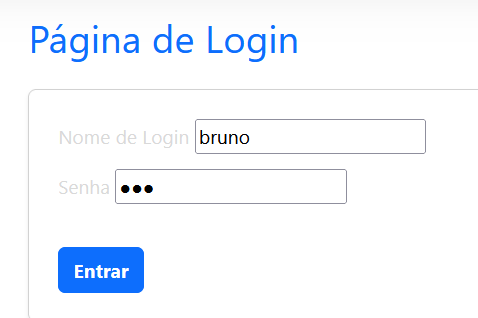 Página de Login
Nome de Login bruno
Senha ●●●
Entrar